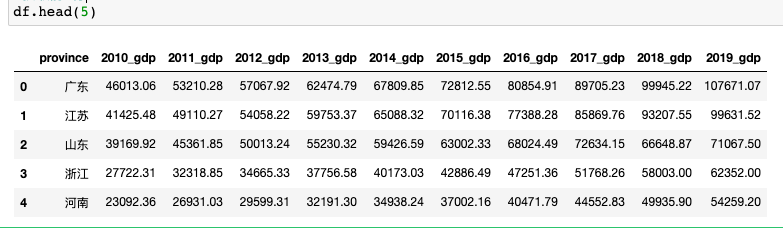 df.head(5)
province 2010_gdp 2011_gdp 2012_gdp 2013_gdp 2014_gdp 2015_gdp 2016_gdp 2017_gdp 2018_gdp 2019_gdp
0 广东 46013.06 53210.28 57067.92 62474.79 67809.85 72812.55 80854.91 89705.23 99945.22 107671.07
1 江苏 41425.48 49110.27 54058.22 59753.37 65088.32 70116.38 77388.28 85869.76 93207.55 99631.52
2 山东 39169.92 45361.85 50013.24 55230.32 59426.59 63002.33 68024.49 72634.15 66648.87 71067.50
3 浙江 27722.31 32318.85 34665.33 37756.58 40173.03 42886.49 47251.36 51768.26 58003.00 62352.00
4 河南 23092.36 26931.03 29599.31 32191.30 34938.24 37002.16 40471.79 44552.83 49935.90 54259.20